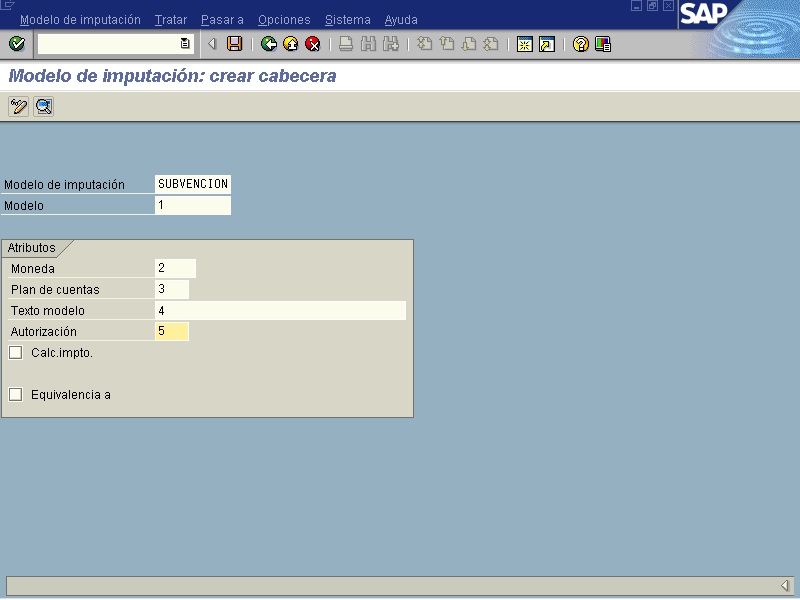 Modelo de imputación Tratar Pasar a Opciones Sistema Ayuda
SAP
Modelo de imputación: crear cabecera
Modelo de imputación SUBVENCION
Modelo 1
Atributos
Moneda 2
Plan de cuentas 3
Texto modelo 4
Autorización 5
Calc.impto.
Equivalencia a